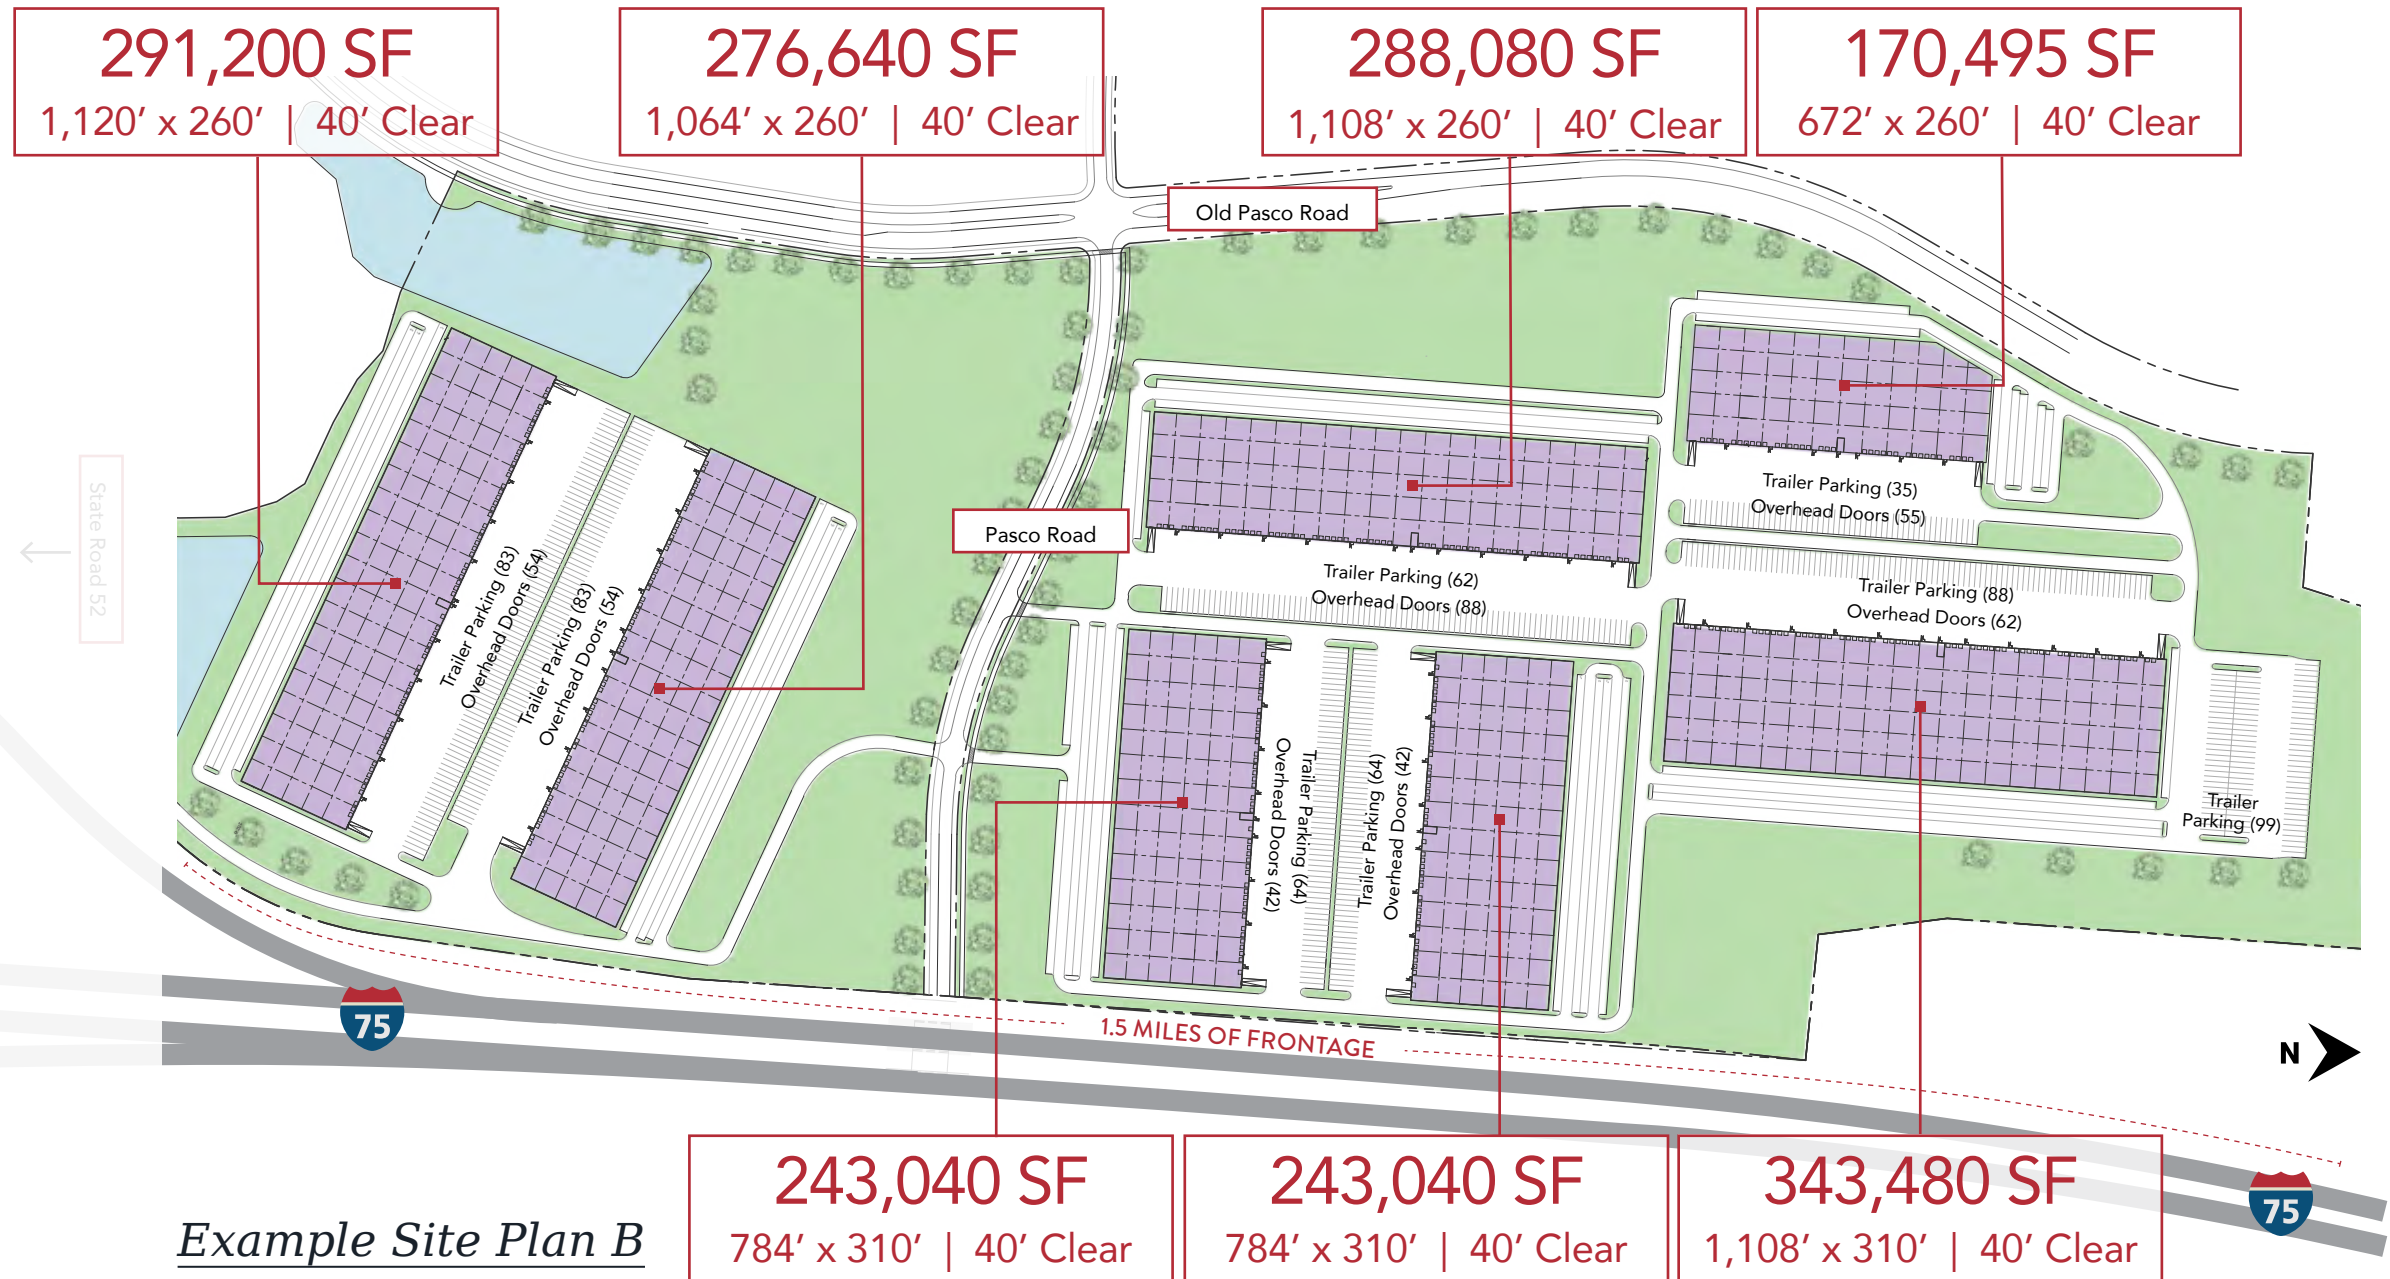 291,200 SF
1,120’ x 260’ | 40’ Clear
276,640 SF
1,064’ x 260’ | 40’ Clear
288,080 SF
1,108’ x 260’ | 40’ Clear
170,495 SF
672’ x 260’ | 40’ Clear
Old Pasco Road
State Road 52
Pasco Road
Trailer Parking (83)
Overhead Doors (54)
Trailer Parking (83)
Overhead Doors (54)
Trailer Parking (62)
Overhead Doors (88)
Trailer Parking (35)
Overhead Doors (55)
Trailer Parking (88)
Overhead Doors (62)
Trailer Parking (64)
Overhead Doors (42)
Trailer Parking (64)
Overhead Doors (42)
Trailer
Parking (99)
75
1.5 MILES OF FRONTAGE
N
75
243,040 SF
784’ x 310’ | 40’ Clear
243,040 SF
784’ x 310’ | 40’ Clear
343,480 SF
1,108’ x 310’ | 40’ Clear
Example Site Plan B